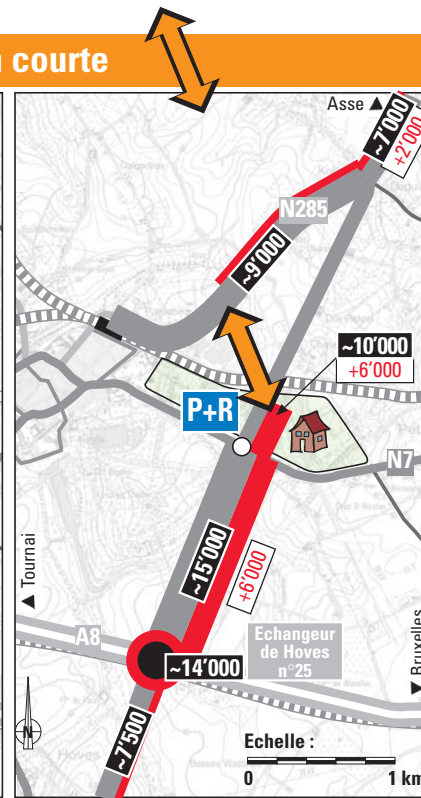 courte
Asse ▲
~7'000
+2'000
N285
~9'000
~10'000
+6'000
P+R
N7
▲ Tournai
~15'000
+6'000
A8
Echangeur
de Hoves
n°25
~14'000
▼ Bruxelles
~7'500
N
Hoves
Echelle :
0 1 km